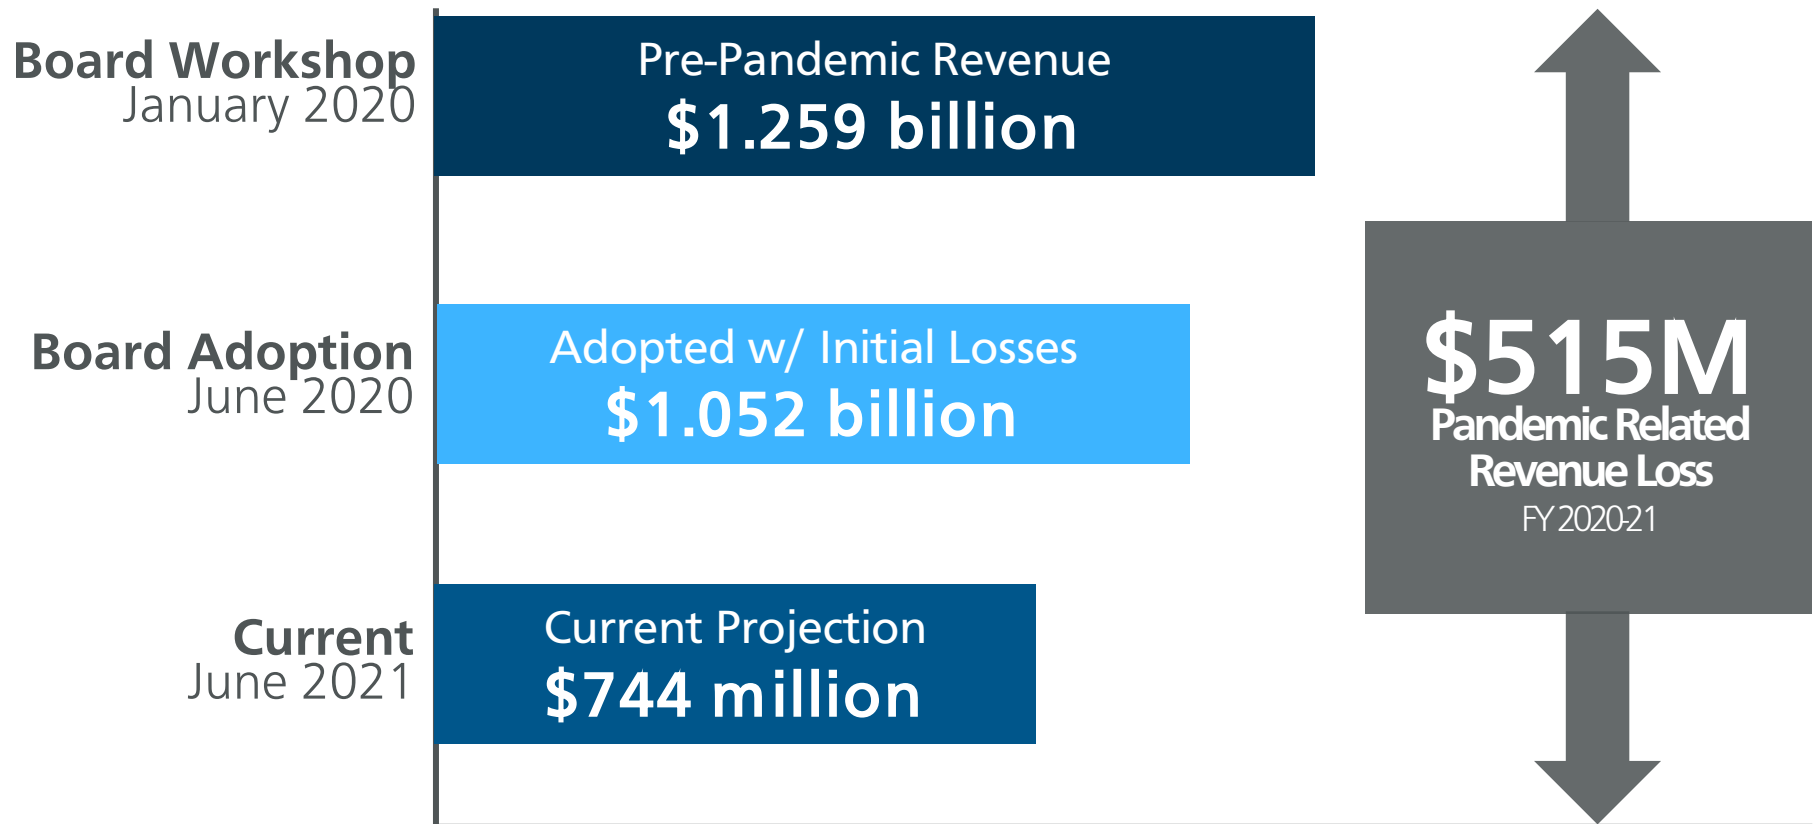 Board Workshop
January 2020
Pre-Pandemic Revenue
$1.259 billion
Board Adoption
June 2020
Adopted w/ Initial Losses
$1.052 billion
Current
June 2021
Current Projection
$744 million
$515M
Pandemic Related
Revenue Loss
FY 2020-21